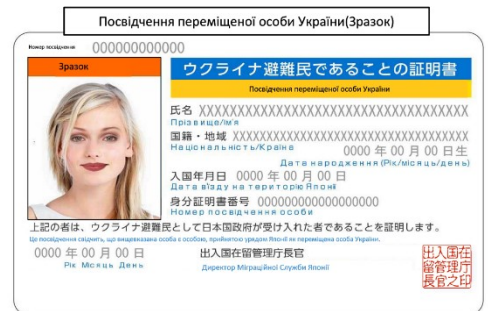 Посвідчення переміщеної особи України(Зразок)
Номер посвідчення 000000000000
Зразок
ウクライナ避難民であることの証明書
Посвідчення переміщеної особи України
氏名 XXXXXXXXXXXXXXXXXXXXXXXXXXXXXXXXXX
Прізвище/ім'я
国籍・地域 XXXXXXXXXXXXXXXXXXXXXXXXXXXXX
Національність/Країна
0000 年 00 月 00 日生
Дата народження (Рік/місяць/день)
入国年月日 0000 年 00 月 00 日
Дата в'їзду на територію Японії
身分証明書番号 0000000000000000
Номер посвідчення особи
上記の者は、ウクライナ避難民として日本国政府が受け入れた者であることを証明します。
Це посвідчення свідчить, що вищевказана особа є особою, прийнятою урядом Японії як переміщена особа України.
0000 年 00 月 00 日
Рік Місяць День
出入国在留管理庁長官
Директор Міграційної Служби Японії
出入国在留管理庁長官之印